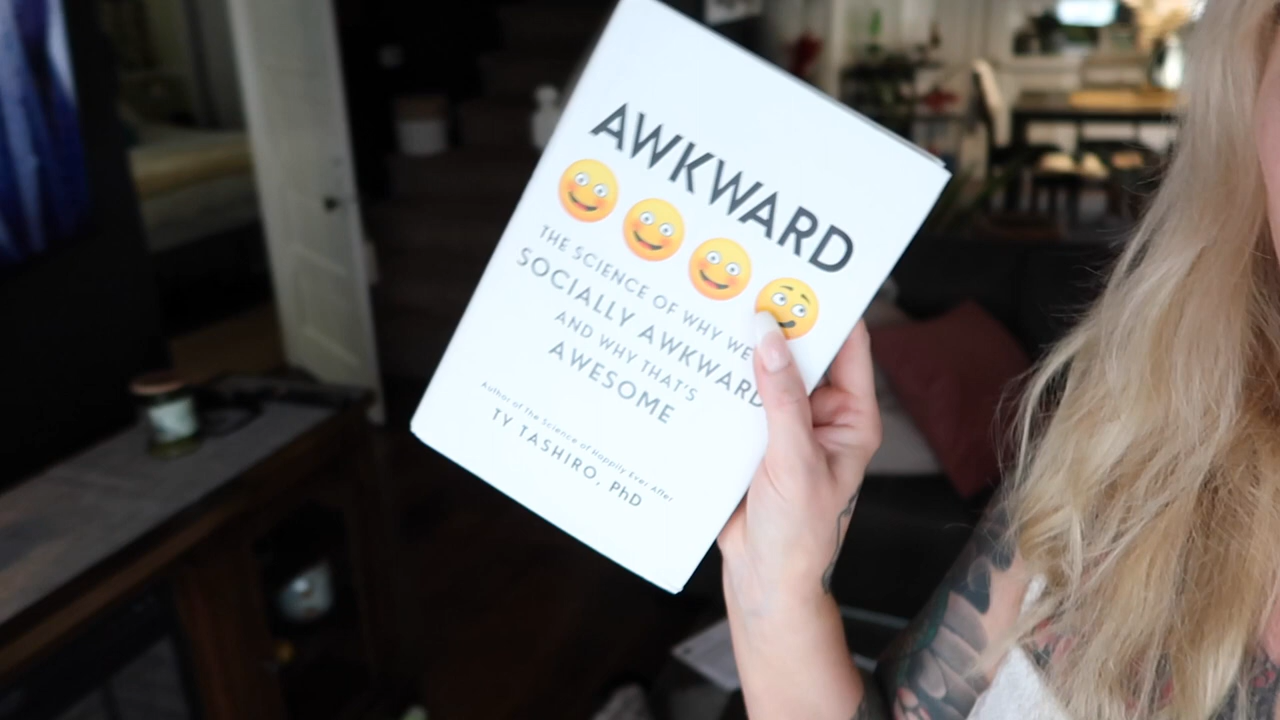 AWKWARD
THE SCIENCE OF WHY WE
SOCIALLY AWKWARD
AND WHY THAT'S
AWESOME
Author of The Science of Happily Ever After
TY TASHIRO, PhD